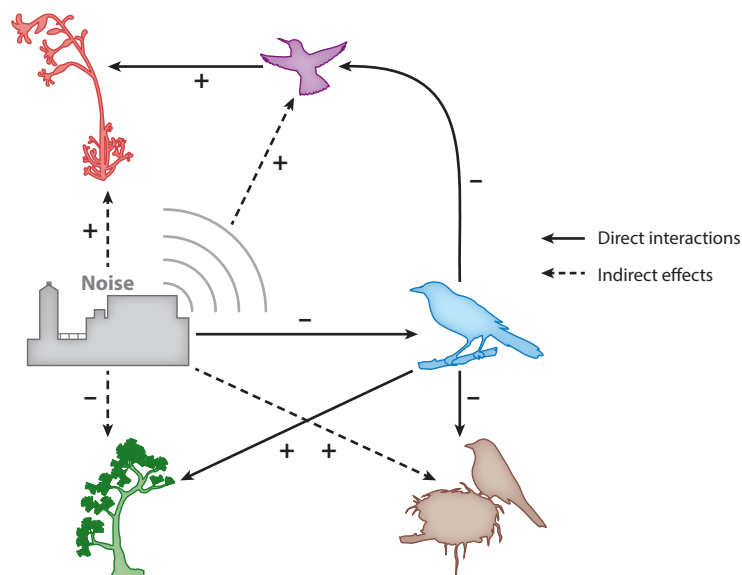 +
+
–
+
Direct interactions
Indirect effects
Noise
–
–
–
+ +